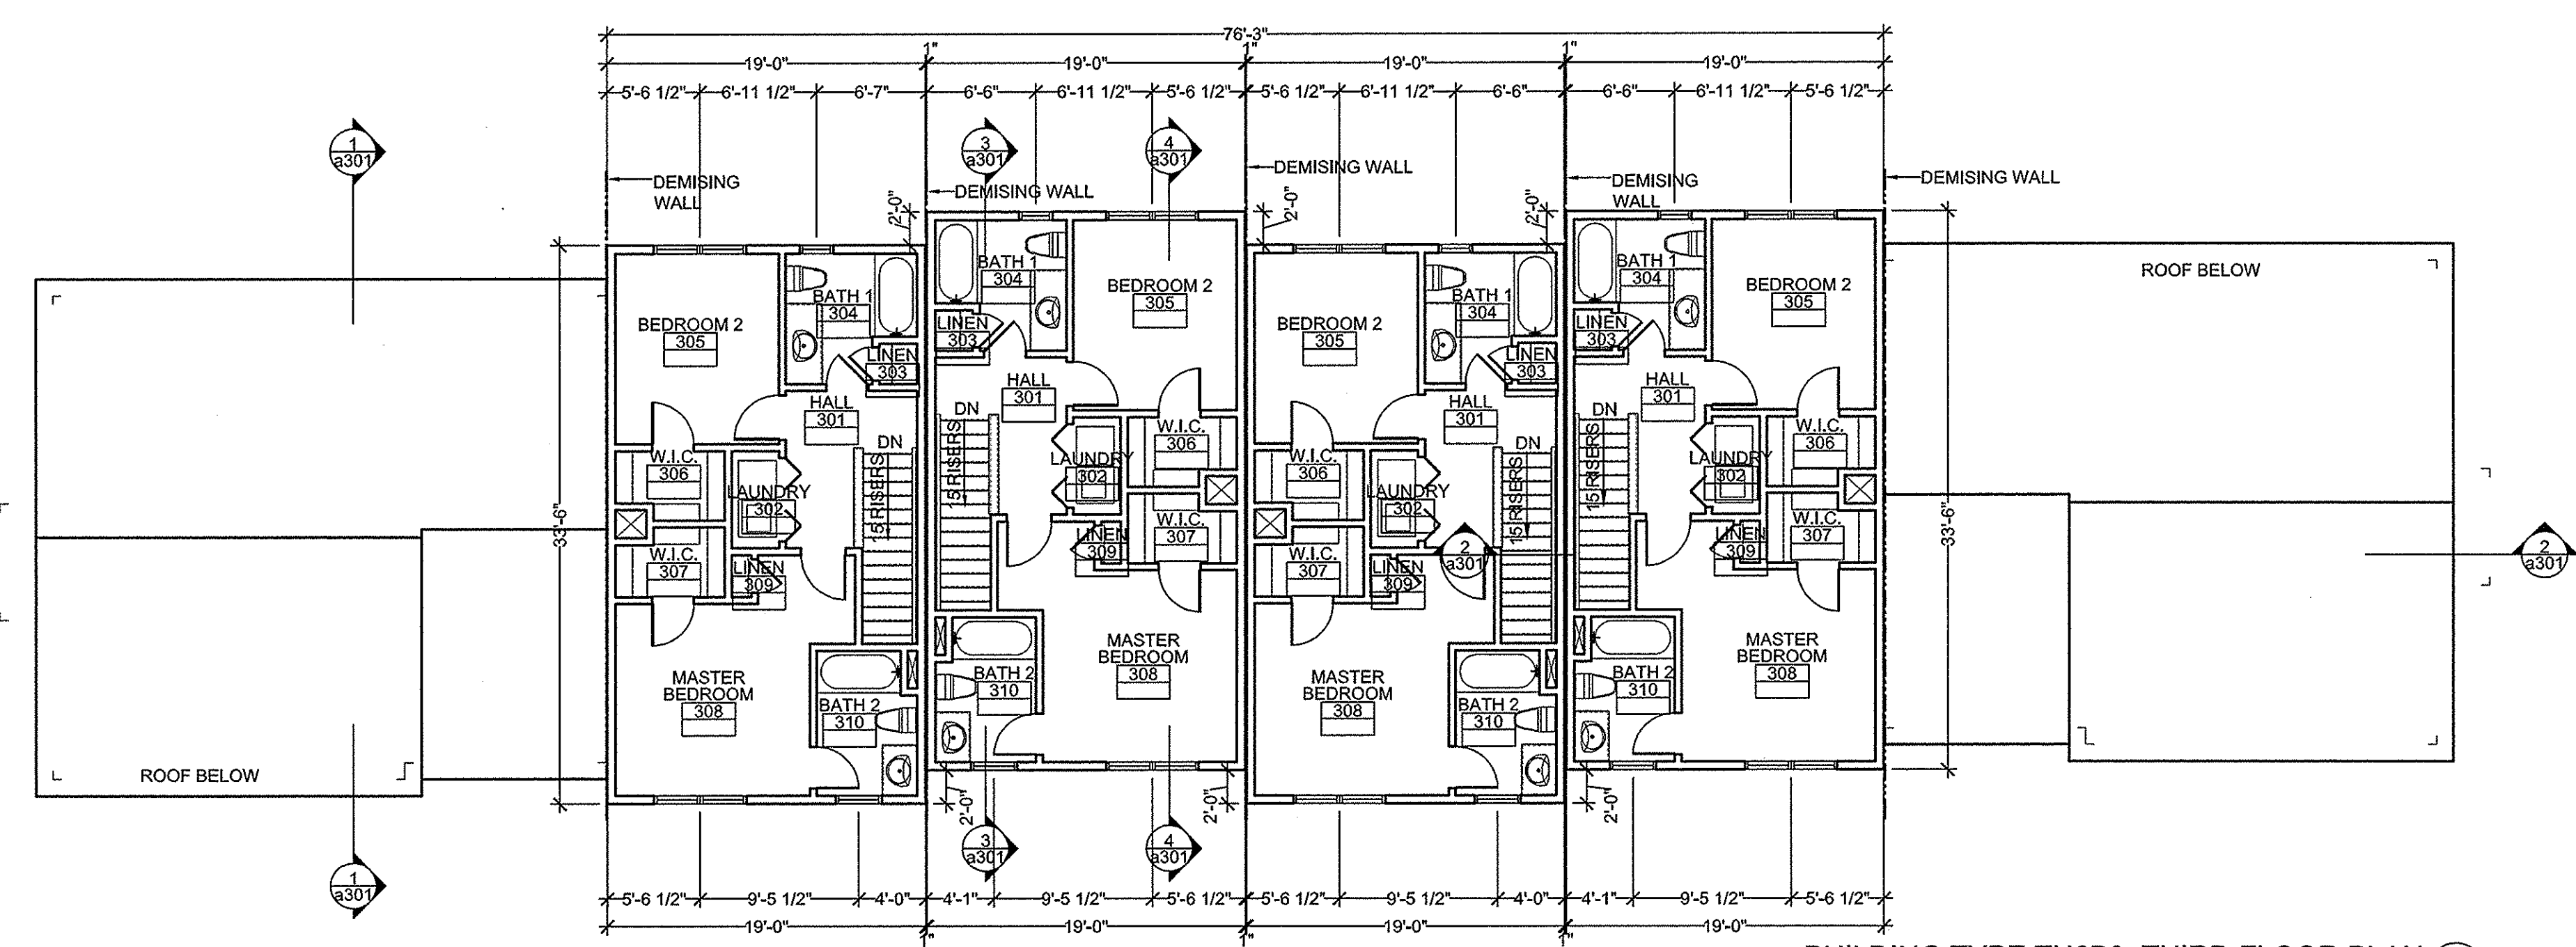 76'-3"
1" 1" 1"
19'-0" 19'-0" 19'-0" 19'-0"
5'-6 1/2" 6'-11 1/2" 6'-7" 6'-6" 6'-11 1/2" 5'-6 1/2" 5'-6 1/2" 6'-11 1/2" 6'-6" 6'-6" 6'-11 1/2" 5'-6 1/2"
1
a301
3
a301
4
a301
DEMISING
WALL
DEMISING WALL
DEMISING WALL
DEMISING
WALL
DEMISING WALL
2'-0"
2'-0"
2'-0"
33'-6"
BEDROOM 2
305
BATH 1
304
LINEN
303
HALL
301
DN
15 RISERS
W.I.C.
306
LAUNDRY
302
W.I.C.
307
LINEN
309
MASTER
BEDROOM
308
BATH 2
310
BATH 1
304
BEDROOM 2
305
LINEN
303
HALL
301
DN
15 RISERS
W.I.C.
306
LAUNDRY
302
W.I.C.
307
LINEN
309
MASTER
BEDROOM
308
BATH 2
310
BEDROOM 2
305
BATH 1
304
LINEN
303
HALL
301
DN
15 RISERS
W.I.C.
306
LAUNDRY
302
W.I.C.
307
LINEN
309
2
a301
MASTER
BEDROOM
308
BATH 2
310
BATH 1
304
BEDROOM 2
305
LINEN
303
HALL
301
DN
15 RISERS
W.I.C.
306
LAUNDRY
302
W.I.C.
307
LINEN
309
MASTER
BEDROOM
308
BATH 2
310
33'-6"
ROOF BELOW
2
a301
ROOF BELOW
2'-0"
2'-0"
2'-0"
1
a301
3
a301
4
a301
5'-6 1/2" 9'-5 1/2" 4'-0" 4'-1" 9'-5 1/2" 5'-6 1/2" 5'-6 1/2" 9'-5 1/2" 4'-0" 4'-1" 9'-5 1/2" 5'-6 1/2"
19'-0" 19'-0" 19'-0" 19'-0"
1" 1" 1"